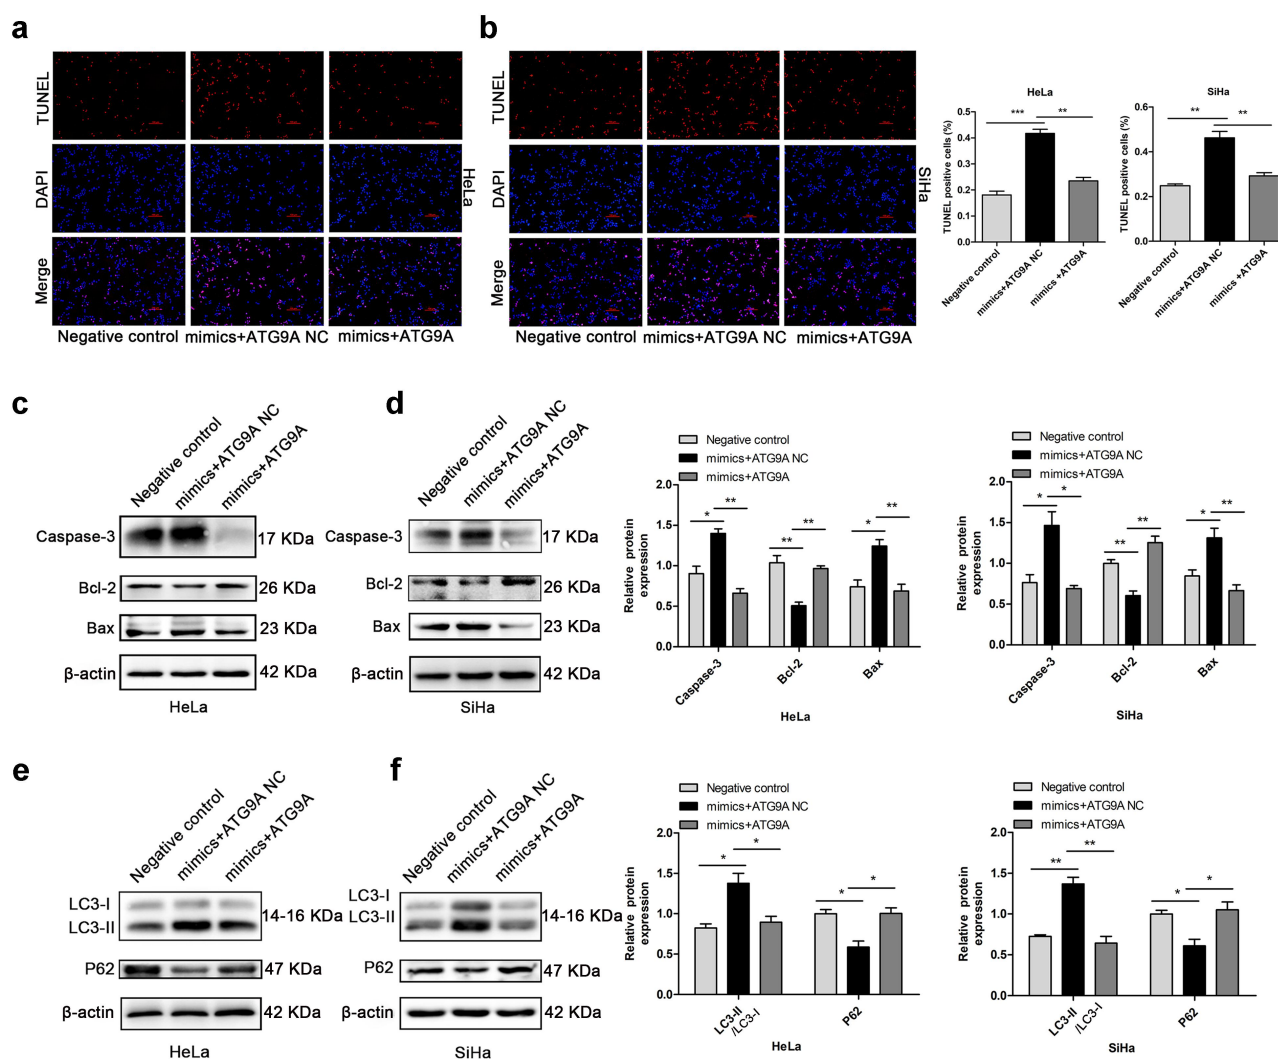 a
b
TUNEL
DAPI
Merge
HeLa
Negative control
mimics+ATG9A NC
mimics+ATG9A
TUNEL
DAPI
Merge
SiHa
Negative control
mimics+ATG9A NC
mimics+ATG9A
HeLa
TUNEL positive cells (%)
0.5
0.4
0.3
0.2
0.1
0.0
***
**
Negative control
mimics+ATG9A NC
mimics +ATG9A
SiHa
TUNEL positive cells (%)
0.6
0.4
0.2
0.0
**
**
Negative control
mimics+ATG9A NC
mimics +ATG9A
c
Negative control
mimics+ATG9A NC
mimics+ATG9A
Caspase-3
17 KDa
Bcl-2
26 KDa
Bax
23 KDa
β-actin
42 KDa
HeLa
d
Negative control
mimics+ATG9A NC
mimics+ATG9A
Caspase-3
17 KDa
Bcl-2
26 KDa
Bax
23 KDa
β-actin
42 KDa
SiHa
Negative control
mimics+ATG9A NC
mimics+ATG9A
Relative protein
expression
2.0
1.5
1.0
0.5
0.0
*
**
**
**
*
**
Caspase-3
Bcl-2
Bax
HeLa
Negative control
mimics+ATG9A NC
mimics+ATG9A
Relative protein
expression
2.0
1.5
1.0
0.5
0.0
*
*
**
**
*
**
Caspase-3
Bcl-2
Bax
SiHa
e
Negative control
mimics+ATG9A NC
mimics+ATG9A
LC3-I
LC3-II
14-16 KDa
P62
47 KDa
β-actin
42 KDa
HeLa
f
Negative control
mimics+ATG9A NC
mimics+ATG9A
LC3-I
LC3-II
14-16 KDa
P62
47 KDa
β-actin
42 KDa
SiHa
Negative control
mimics+ATG9A NC
mimics+ATG9A
Relative protein
expression
2.0
1.5
1.0
0.5
0.0
*
*
*
*
LC3-II
/LC3-I
P62
HeLa
Negative control
mimics+ATG9A NC
mimics+ATG9A
Relative protein
expression
2.0
1.5
1.0
0.5
0.0
**
**
*
*
LC3-II
/LC3-I
P62
SiHa